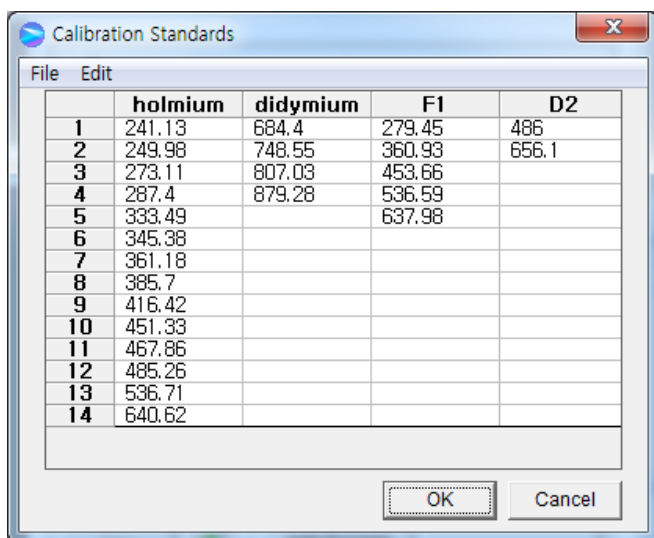 Calibration Standards
x
File Edit
holmium didymium F1 D2
1 241.13 684.4 279.45 486
2 249.98 748.55 360.93 656.1
3 273.11 807.03 453.66
4 287.4 879.28 536.59
5 333.49 637.98
6 345.38
7 361.18
8 385.7
9 416.42
10 451.33
11 467.86
12 485.26
13 536.71
14 640.62
OK Cancel